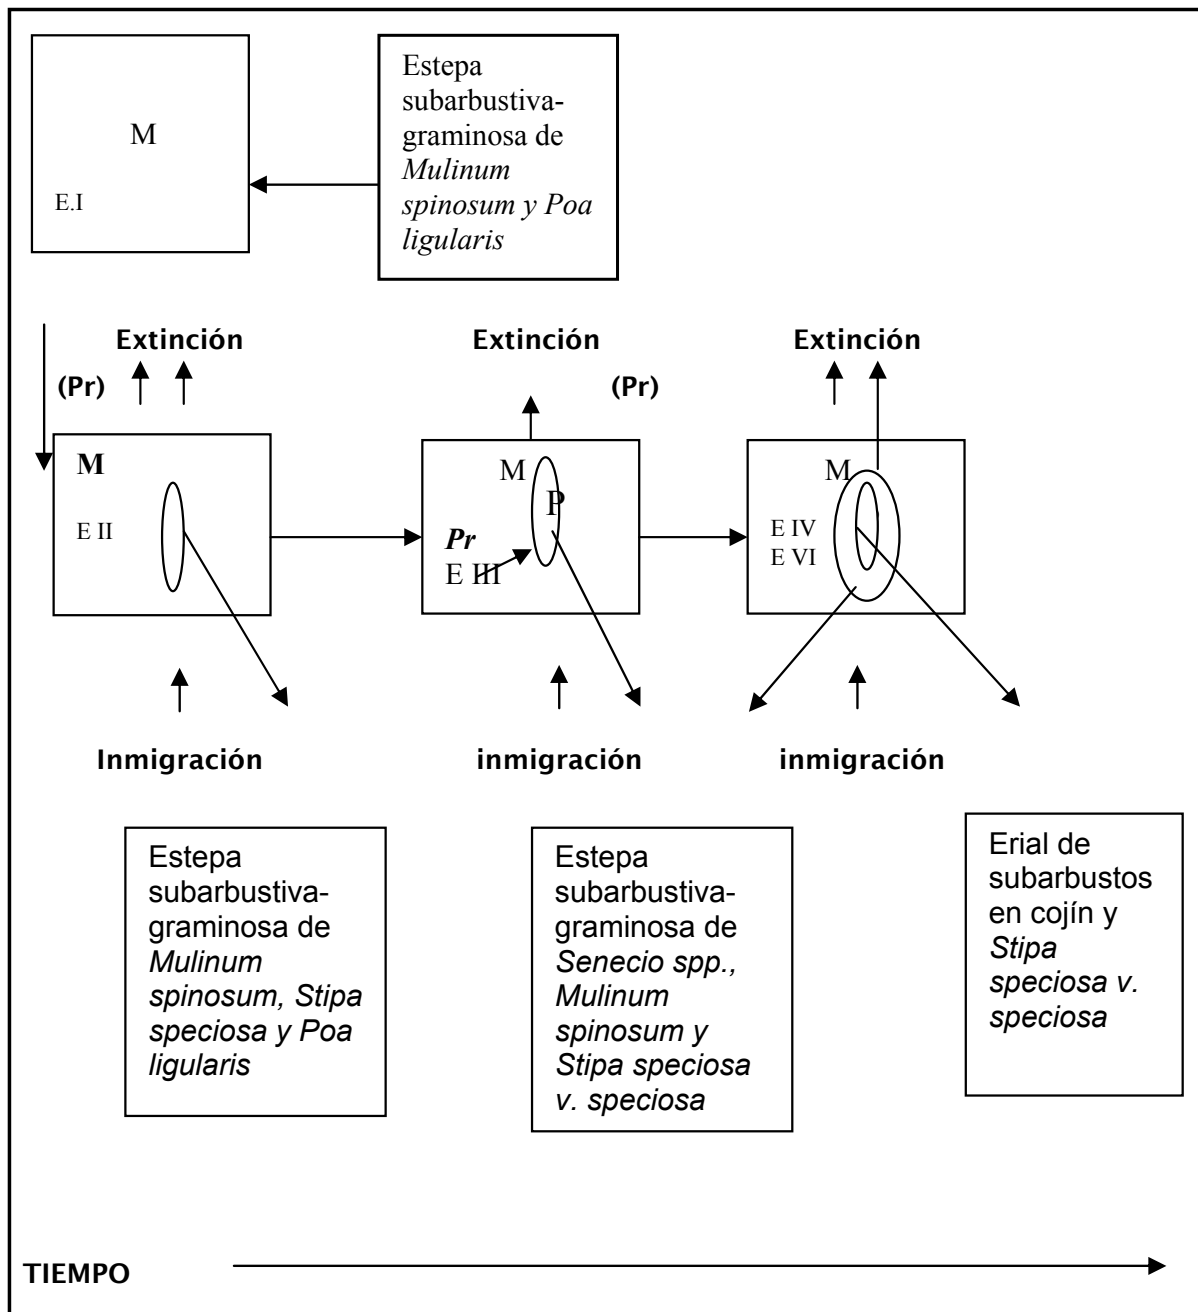 M
E.I
Estepa
subarbustiva-
graminosa de
Mulinum
spinosum y Poa
ligularis
Extinción
Extinción
Extinción
(Pr)
(Pr)
M
E II
M
P
Pr
E III
M
E IV
E VI
Inmigración
inmigración
inmigración
Estepa
subarbustiva-
graminosa de
Mulinum
spinosum, Stipa
speciosa y Poa
ligularis
Estepa
subarbustiva-
graminosa de
Senecio spp.,
Mulinum
spinosum y
Stipa speciosa
v. speciosa
Erial de
subarbustos
en cojín y
Stipa
speciosa v.
speciosa
TIEMPO